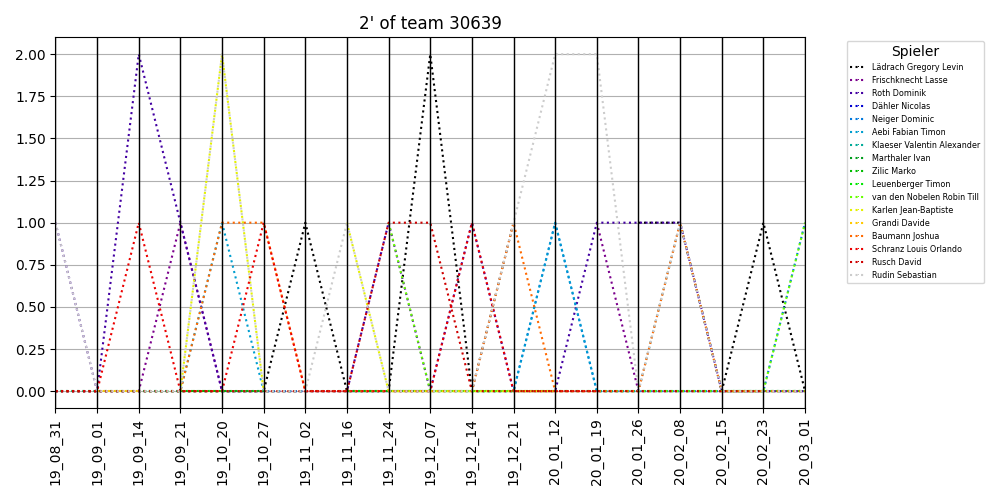 2' of team 30639
2.00
1.75
1.50
1.25
1.00
0.75
0.50
0.25
0.00
19_08_31
19_09_01
19_09_14
19_09_21
19_10_20
19_10_27
19_11_02
19_11_16
19_11_24
19_12_07
19_12_14
19_12_21
20_01_12
20_01_19
20_01_26
20_02_08
20_02_15
20_02_23
20_03_01
Spieler
Lädrach Gregory Levin
Frischknecht Lasse
Roth Dominik
Dähler Nicolas
Neiger Dominic
Aebi Fabian Timon
Klaeser Valentin Alexander
Marthaler Ivan
Zilic Marko
Leuenberger Timon
van den Nobelen Robin Till
Karlen Jean-Baptiste
Grandi Davide
Baumann Joshua
Schranz Louis Orlando
Rusch David
Rudin Sebastian